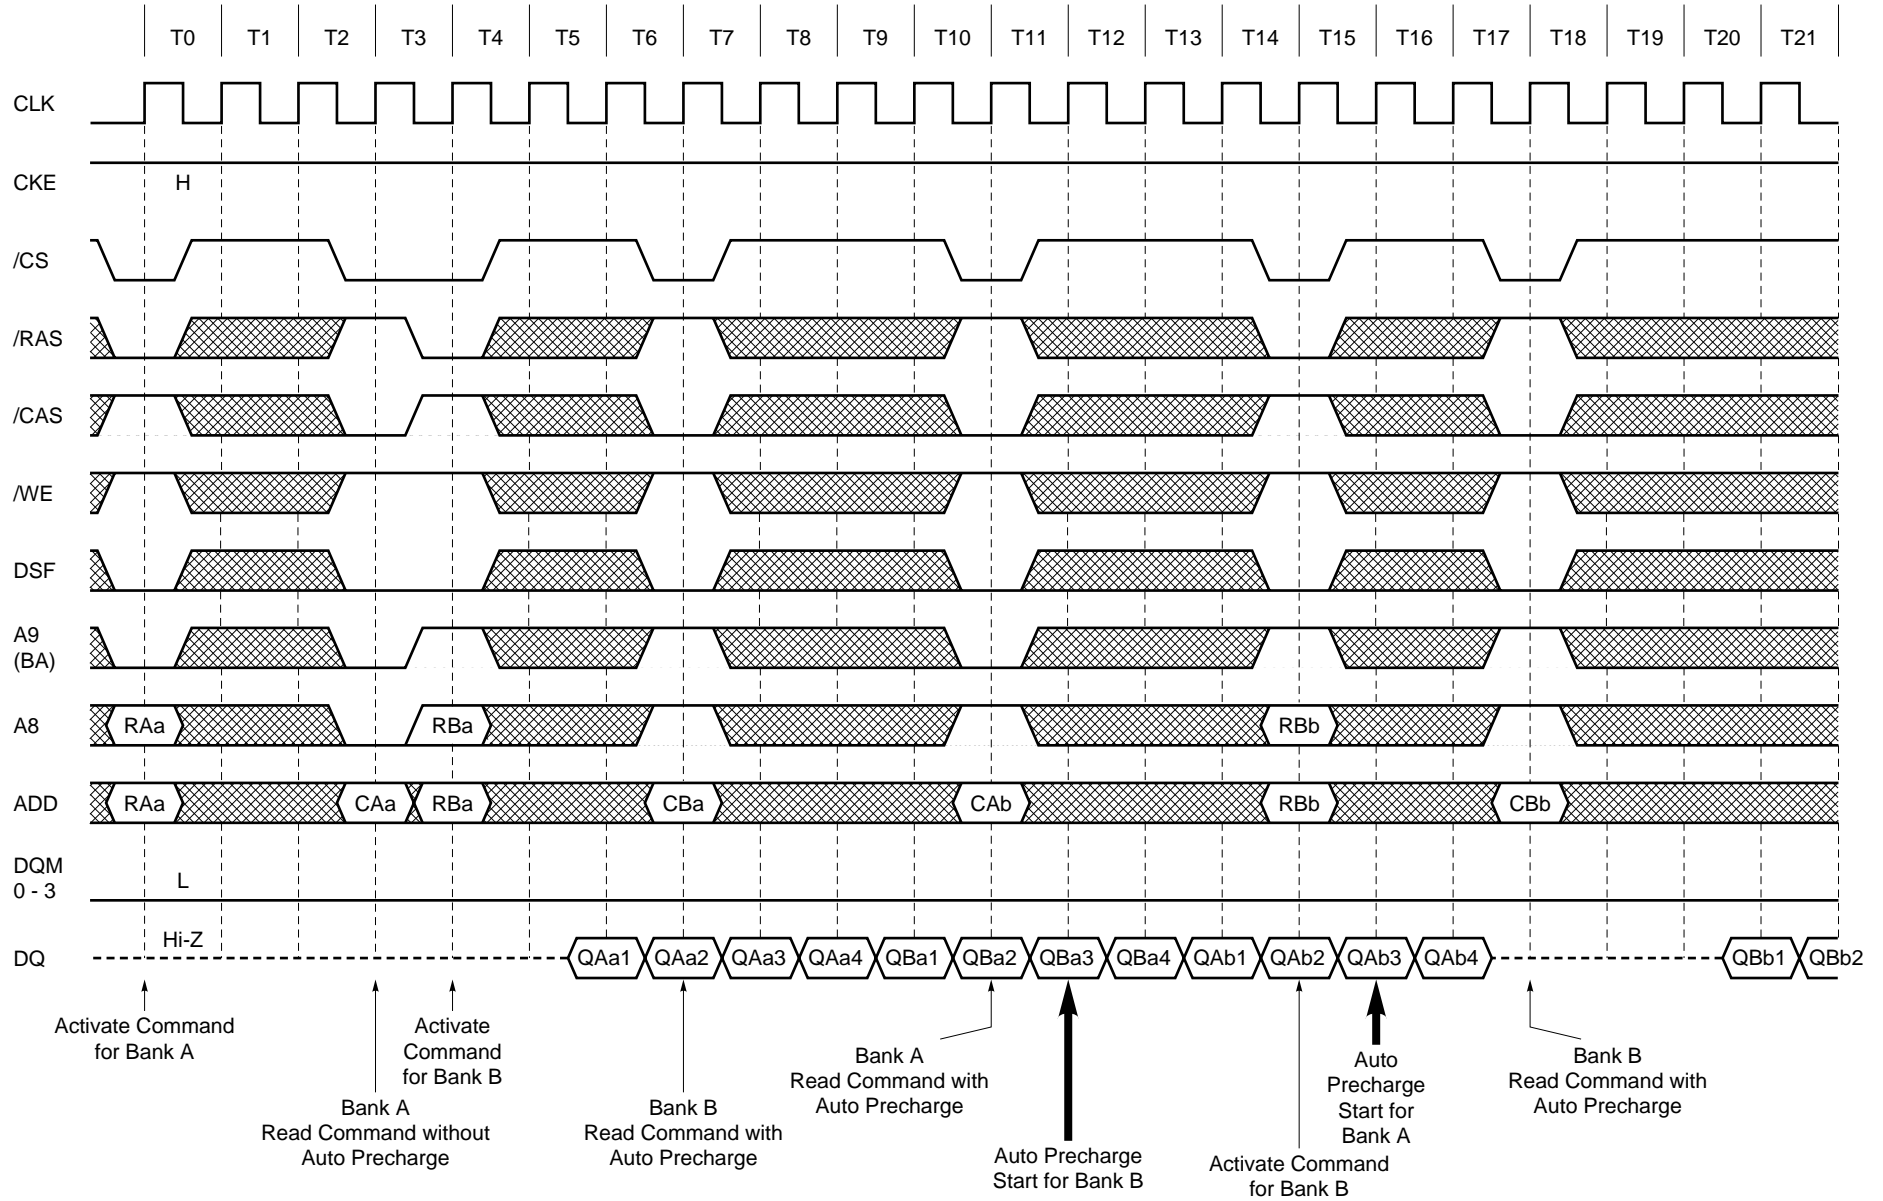 T0 T1 T2 T3 T4 T5 T6 T7 T8 T9 T10 T11 T12 T13 T14 T15 T16 T17 T18 T19 T20 T21
CLK
CKE H
/CS
/RAS
/CAS
/WE
DSF
A9
(BA)
A8 RAa RBa RBb
ADD RAa CAa RBa CBa CAb RBb CBb
DQM
0 - 3 L
Hi-Z
DQ QAa1 QAa2 QAa3 QAa4 QBa1 QBa2 QBa3 QBa4 QAb1 QAb2 QAb3 QAb4 QBb1 QBb2
Activate Command
for Bank A
Bank A
Read Command without
Auto Precharge
Activate
Command
for Bank B
Bank B
Read Command with
Auto Precharge
Bank A
Read Command with
Auto Precharge
Auto Precharge
Start for Bank B
Activate Command
for Bank B
Auto
Precharge
Start for
Bank A
Bank B
Read Command with
Auto Precharge